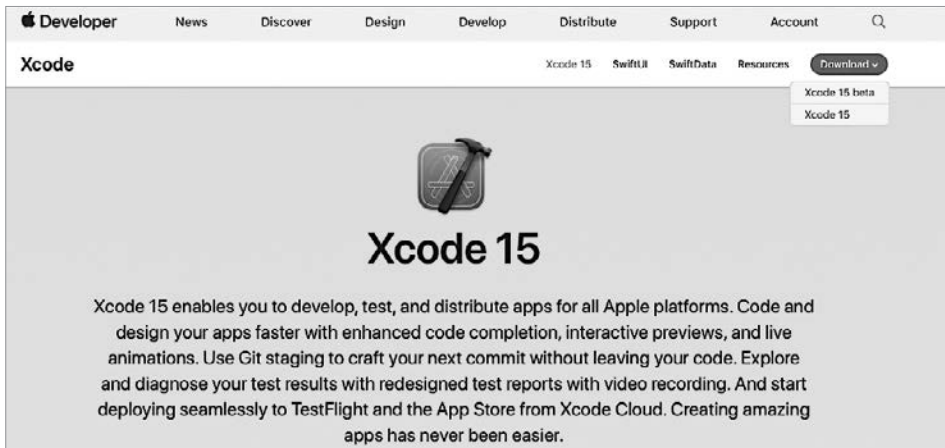 Developer News Discover Design Develop Distribute Support Account
Xcode Xcode 15 SwiftUI SwiftData Resources Download
Xcode 15 beta
Xcode 15
Xcode 15
Xcode 15 enables you to develop, test, and distribute apps for all Apple platforms. Code and
design your apps faster with enhanced code completion, interactive previews, and live
animations. Use Git staging to craft your next commit without leaving your code. Explore
and diagnose your test results with redesigned test reports with video recording. And start
deploying seamlessly to TestFlight and the App Store from Xcode Cloud. Creating amazing
apps has never been easier.